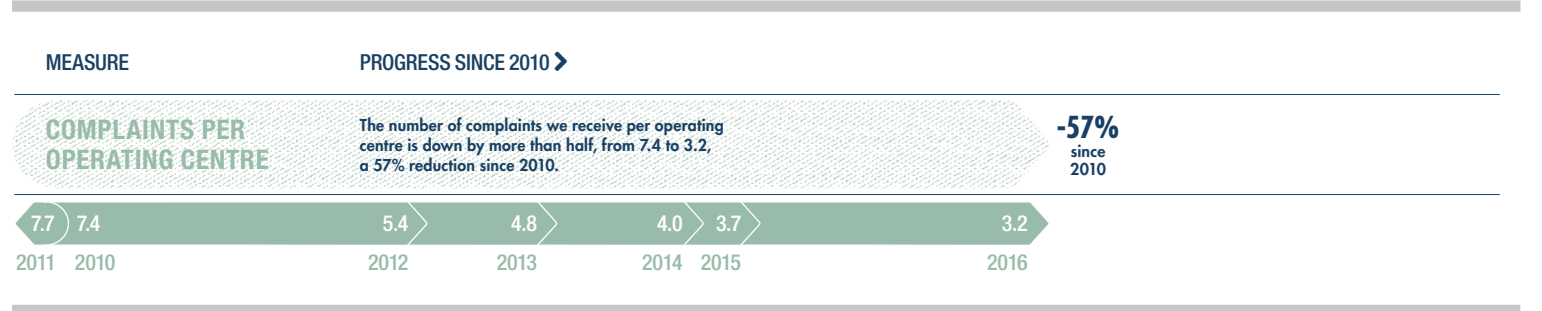 MEASURE
PROGRESS SINCE 2010
COMPLAINTS PER
OPERATING CENTRE
The number of complaints we receive per operating
centre is down by more than half, from 7.4 to 3.2,
a 57% reduction since 2010.
-57%
since
2010
7.7 7.4 5.4 4.8 4.0 3.7 3.2
2011 2010 2012 2013 2014 2015 2016